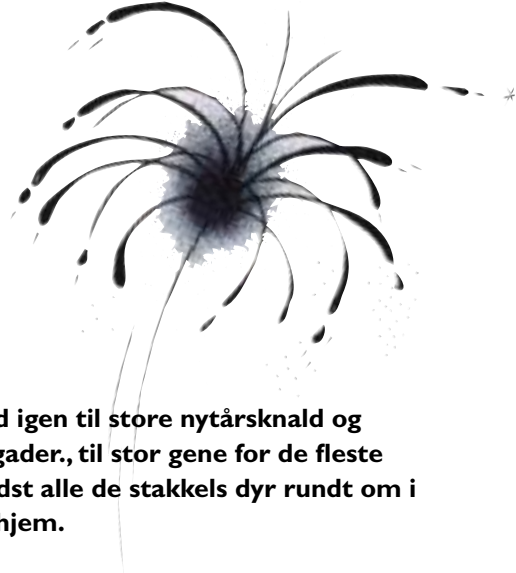 d igen til store nytårsknald og
gader., til stor gene for de fleste
dst alle de stakkels dyr rundt om i
hjem.